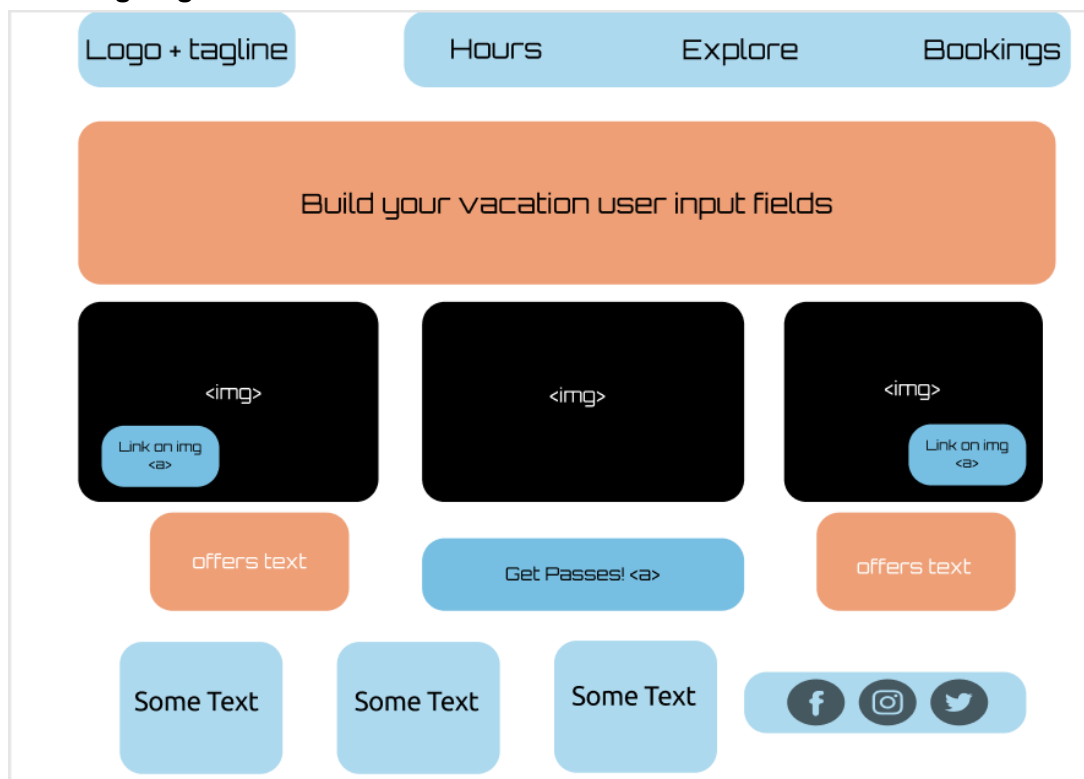 Logo + tagline
Hours
Explore
Bookings
Build your vacation user input fields
<img>
<img>
<img>
Link on img
<a>
Link on img
<a>
offers text
Get Passes! <a>
offers text
Some Text
Some Text
Some Text